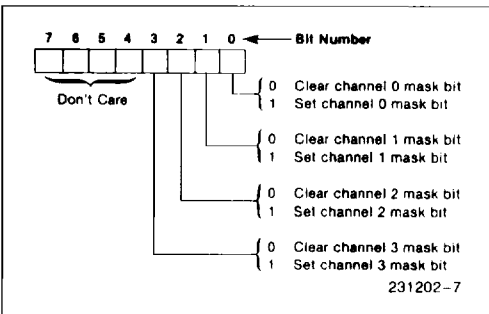 7 6 5 4 3 2 1 0 Bit Number
Don't Care
0 Clear channel 0 mask bit
1 Set channel 0 mask bit
0 Clear channel 1 mask bit
1 Set channel 1 mask bit
0 Clear channel 2 mask bit
1 Set channel 2 mask bit
0 Clear channel 3 mask bit
1 Set channel 3 mask bit
231202-7